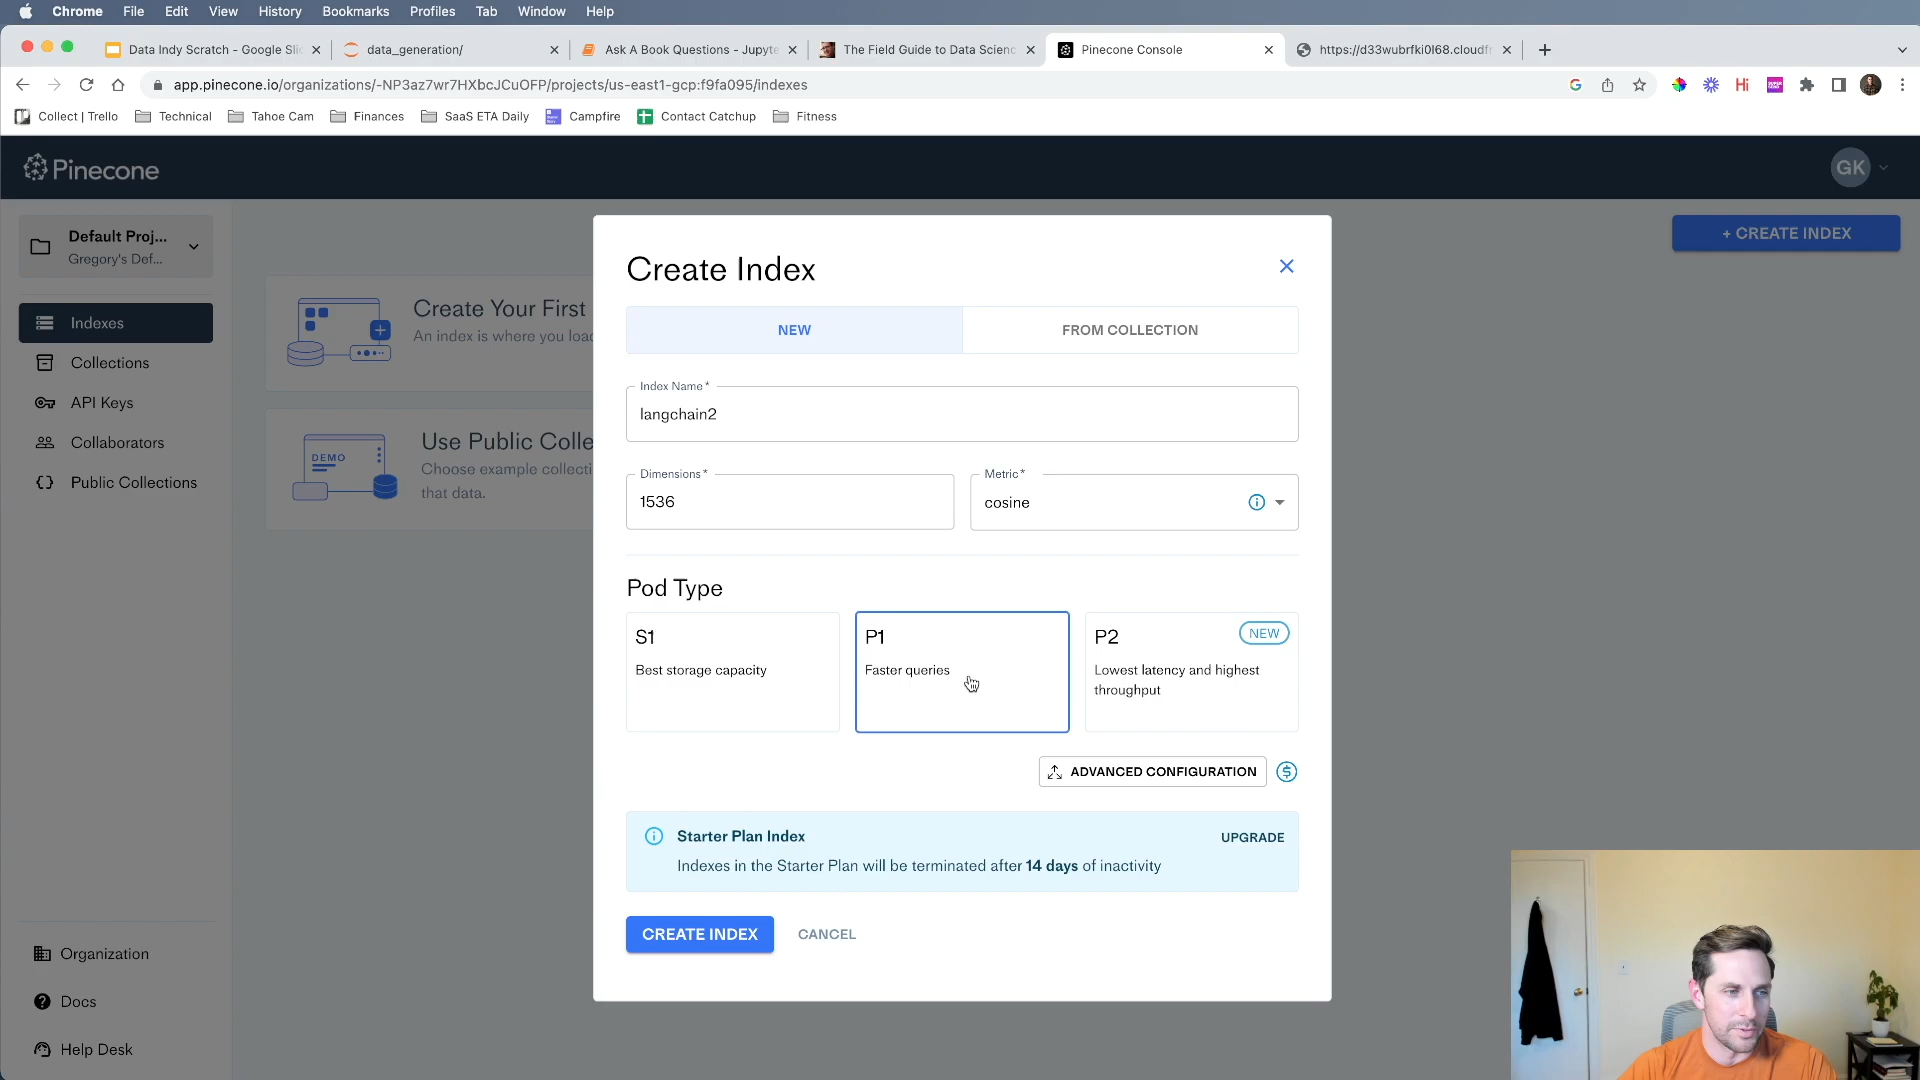 Chrome File Edit View History Bookmarks Profiles Tab Window Help
Data Indy Scratch - Google Slic
data_generation/
Ask A Book Questions - Jupyte
The Field Guide to Data Scienc
Pinecone Console
https://d33wubrfki0l68.cloudfr
app.pinecone.io/organizations/-NP3az7wr7HXbcJCuOFP/projects/us-east1-gcp:f9fa095/indexes
Collect | Trello Technical Tahoe Cam Finances SaaS ETA Daily Campfire Contact Catchup Fitness
Pinecone
GK
Default Proj...
Gregory's Def...
Indexes
Collections
API Keys
Collaborators
Public Collections
Organization
Docs
Help Desk
+ CREATE INDEX
Create Your First
An index is where you loa
DEMO
Use Public Colle
Choose example collecti
that data.
Create Index
NEW
FROM COLLECTION
Index Name*
langchain2
Dimensions*
1536
Metric*
cosine
Pod Type
S1
Best storage capacity
P1
Faster queries
P2
NEW
Lowest latency and highest
throughput
ADVANCED CONFIGURATION
Starter Plan Index
UPGRADE
Indexes in the Starter Plan will be terminated after 14 days of inactivity
CREATE INDEX
CANCEL